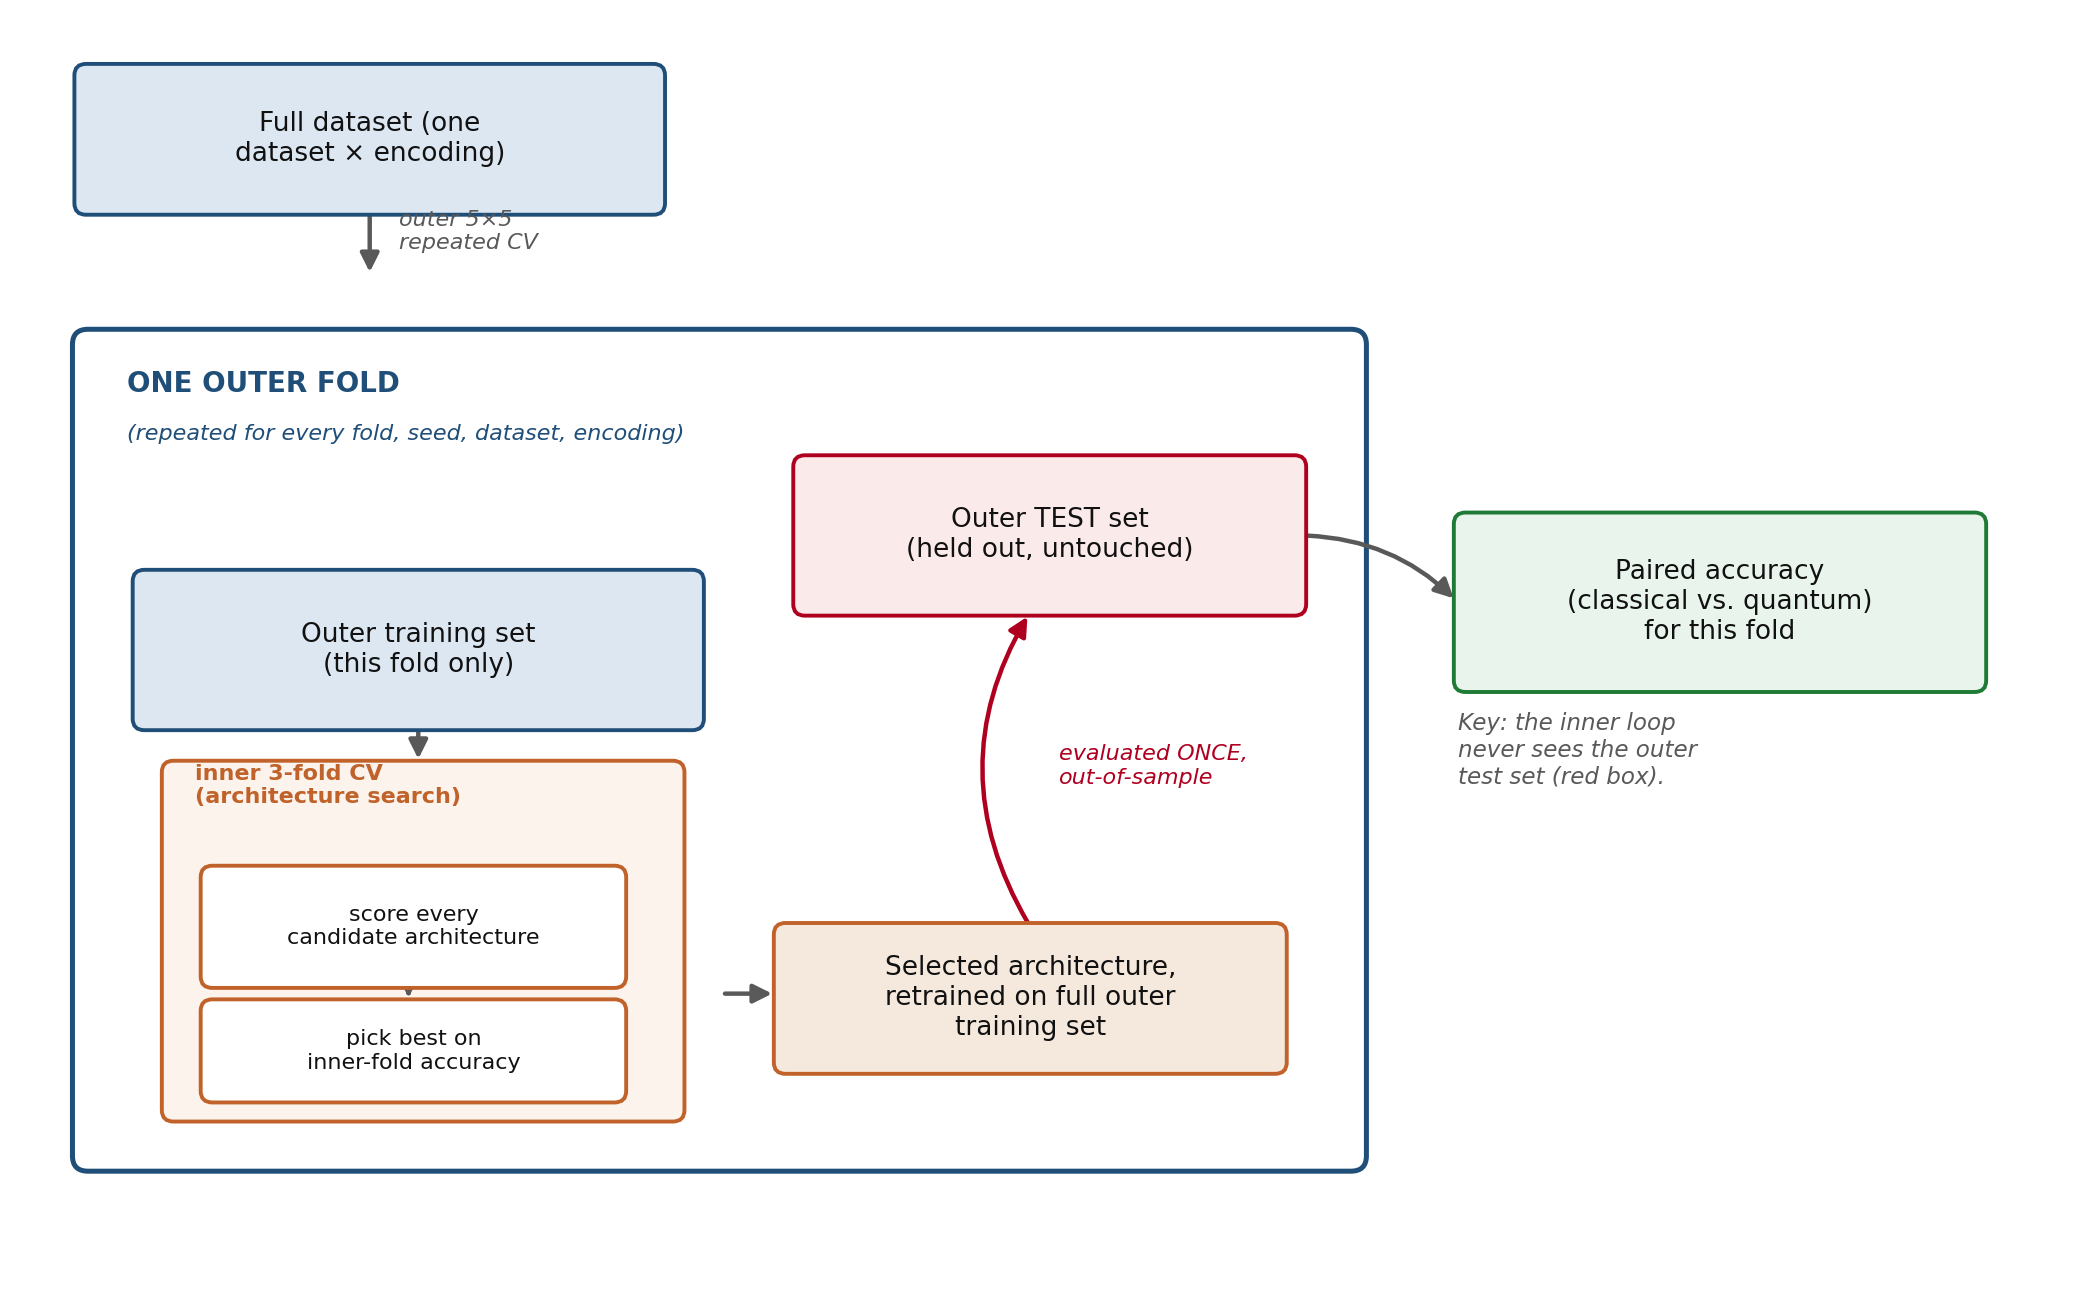 Full dataset (one
dataset × encoding)
outer 5×5
repeated CV
ONE OUTER FOLD
(repeated for every fold, seed, dataset, encoding)
Outer TEST set
(held out, untouched)
Paired accuracy
(classical vs. quantum)
for this fold
Outer training set
(this fold only)
Key: the inner loop
never sees the outer
test set (red box).
evaluated ONCE,
out-of-sample
inner 3-fold CV
(architecture search)
score every
candidate architecture
pick best on
inner-fold accuracy
Selected architecture,
retrained on full outer
training set